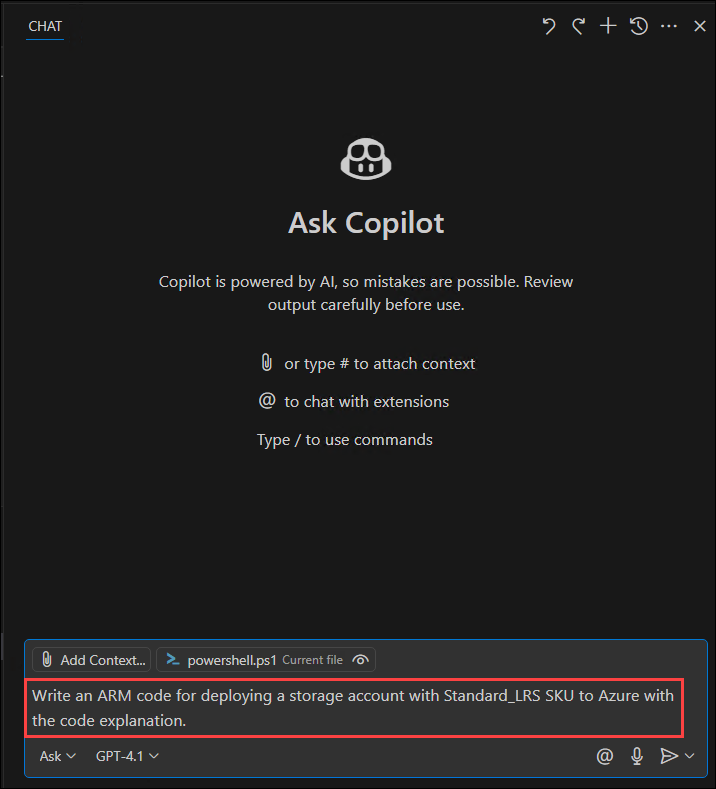 CHAT
Ask Copilot
Copilot is powered by AI, so mistakes are possible. Review
output carefully before use.
or type # to attach context
@ to chat with extensions
Type / to use commands
Add Context... powershell.ps1 Current file
Write an ARM code for deploying a storage account with Standard_LRS SKU to Azure with
the code explanation.
Ask GPT-4.1 @